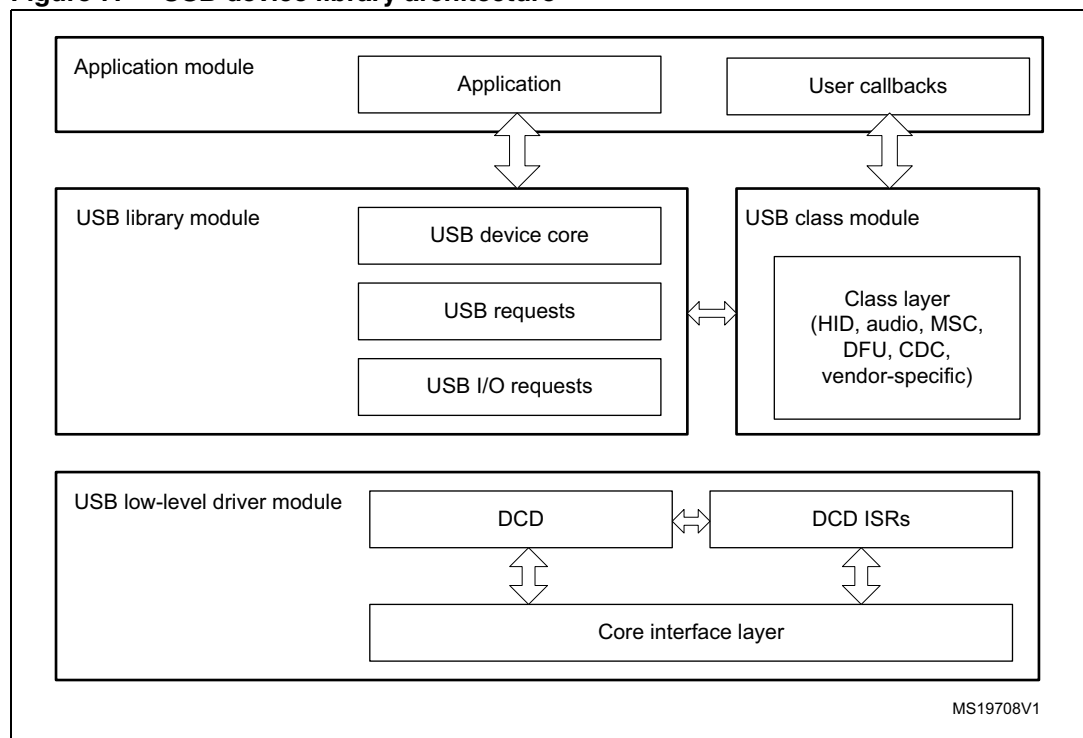 USB device library architecture
Application module
Application
User callbacks
USB library module
USB device core
USB requests
USB I/O requests
USB class module
Class layer
(HID, audio, MSC,
DFU, CDC,
vendor-specific)
USB low-level driver module
DCD
DCD ISRs
Core interface layer
MS19708V1